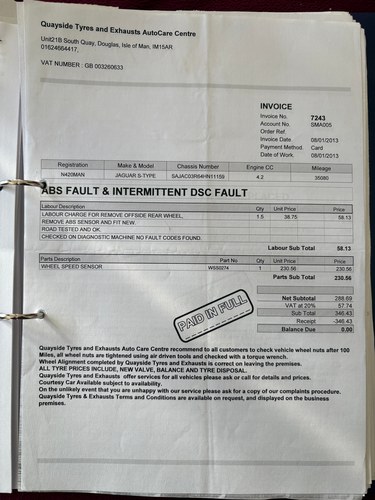 Quayside Tyres and Exhausts AutoCare Centre
Unit21B South Quay, Douglas, Isle of Man, IM15AR
01624664417,
VAT NUMBER : GB 003260633
INVOICE
Invoice No. 7243
Account No. SMA005
Order Ref.
Invoice Date 08/01/2013
Payment Method Card
Date of Work. 08/01/2013
Registration Make & Model Chassis Number Engine CC Mileage
N420MAN JAGUAR S-TYPE SAJAC03R64HN11159 4.2 35080
ABS FAULT & INTERMITTENT DSC FAULT
Labour Description Qty Unit Price Price
LABOUR CHARGE FOR REMOVE OFFSIDE REAR WHEEL, 1.5 38.75 58.13
REMOVE ABS SENSOR AND FIT NEW.
ROAD TESTED AND OK.
CHECKED ON DIAGNOSTIC MACHINE NO FAULT CODES FOUND.
Labour Sub Total 58.13
Parts Description Part No Qty Unit Price Price
WHEEL SPEED SENSOR WSS0274 1 230.56 230.56
Parts Sub Total 230.56
PAID IN FULL
Net Subtotal 288.69
VAT at 20% 57.74
Sub Total 346.43
Receipt -346.43
Balance Due 0.00
Quayside Tyres and Exhausts Auto Care Centre recommend to all customers to check vehicle wheel nuts after 100
Miles, all wheel nuts are tightened using air driven tools and checked with a torque wrench.
Wheel Alignment completed by Quayside Tyres and Exhausts is correct on leaving the premises.
ALL TYRE PRICES INCLUDE, NEW VALVE, BALANCE AND TYRE DISPOSAL.
Quayside Tyres and Exhausts offer services for all vehicles please ask or call for details and prices.
Courtesy Car Available subject to availability.
On the unlikely event that you are unhappy with our service please ask for a copy of our complaints procedure.
Quayside Tyres & Exhausts Terms and Conditions are available on request, and displayed on the business
premises.